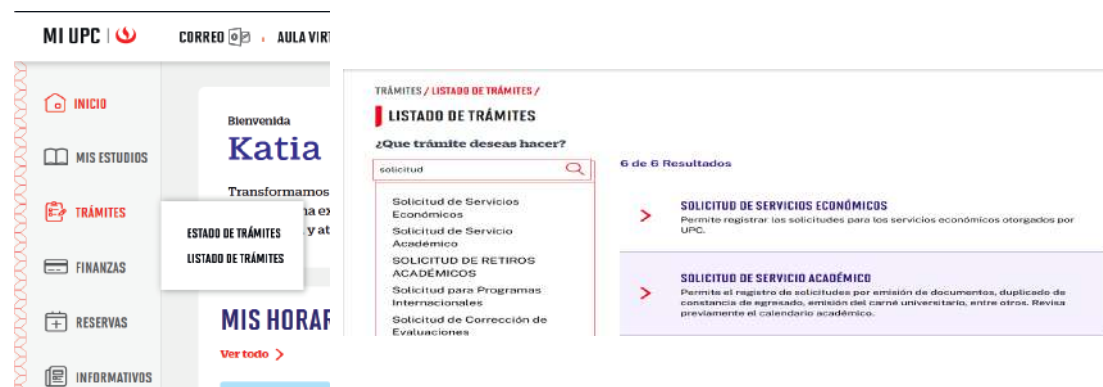 MI UPC
CORREO
AULA VIRT
INICIO
MIS ESTUDIOS
TRÁMITES
FINANZAS
RESERVAS
INFORMATIVOS
Bienvenida
Katia
Transformamos
na ex
y at
ESTADO DE TRÁMITES
LISTADO DE TRÁMITES
MIS HORAR
Ver todo
TRÁMITES / LISTADO DE TRÁMITES /
LISTADO DE TRÁMITES
¿Que trámite deseas hacer?
solicitud
Solicitud de Servicios
Económicos
Solicitud de Servicio
Académico
SOLICITUD DE RETIROS
ACADÉMICOS
Solicitud para Programas
Internacionales
Solicitud de Corrección de
Evaluaciones
6 de 6 Resultados
SOLICITUD DE SERVICIOS ECONÓMICOS
Permite registrar las solicitudes para los servicios económicos otorgados por
UPC.
SOLICITUD DE SERVICIO ACADÉMICO
Permite el registro de solicitudes por emisión de documentos, duplicado de
constancia de egresado, emisión del carné universitario, entre otros. Revisa
previamente el calendario académico.